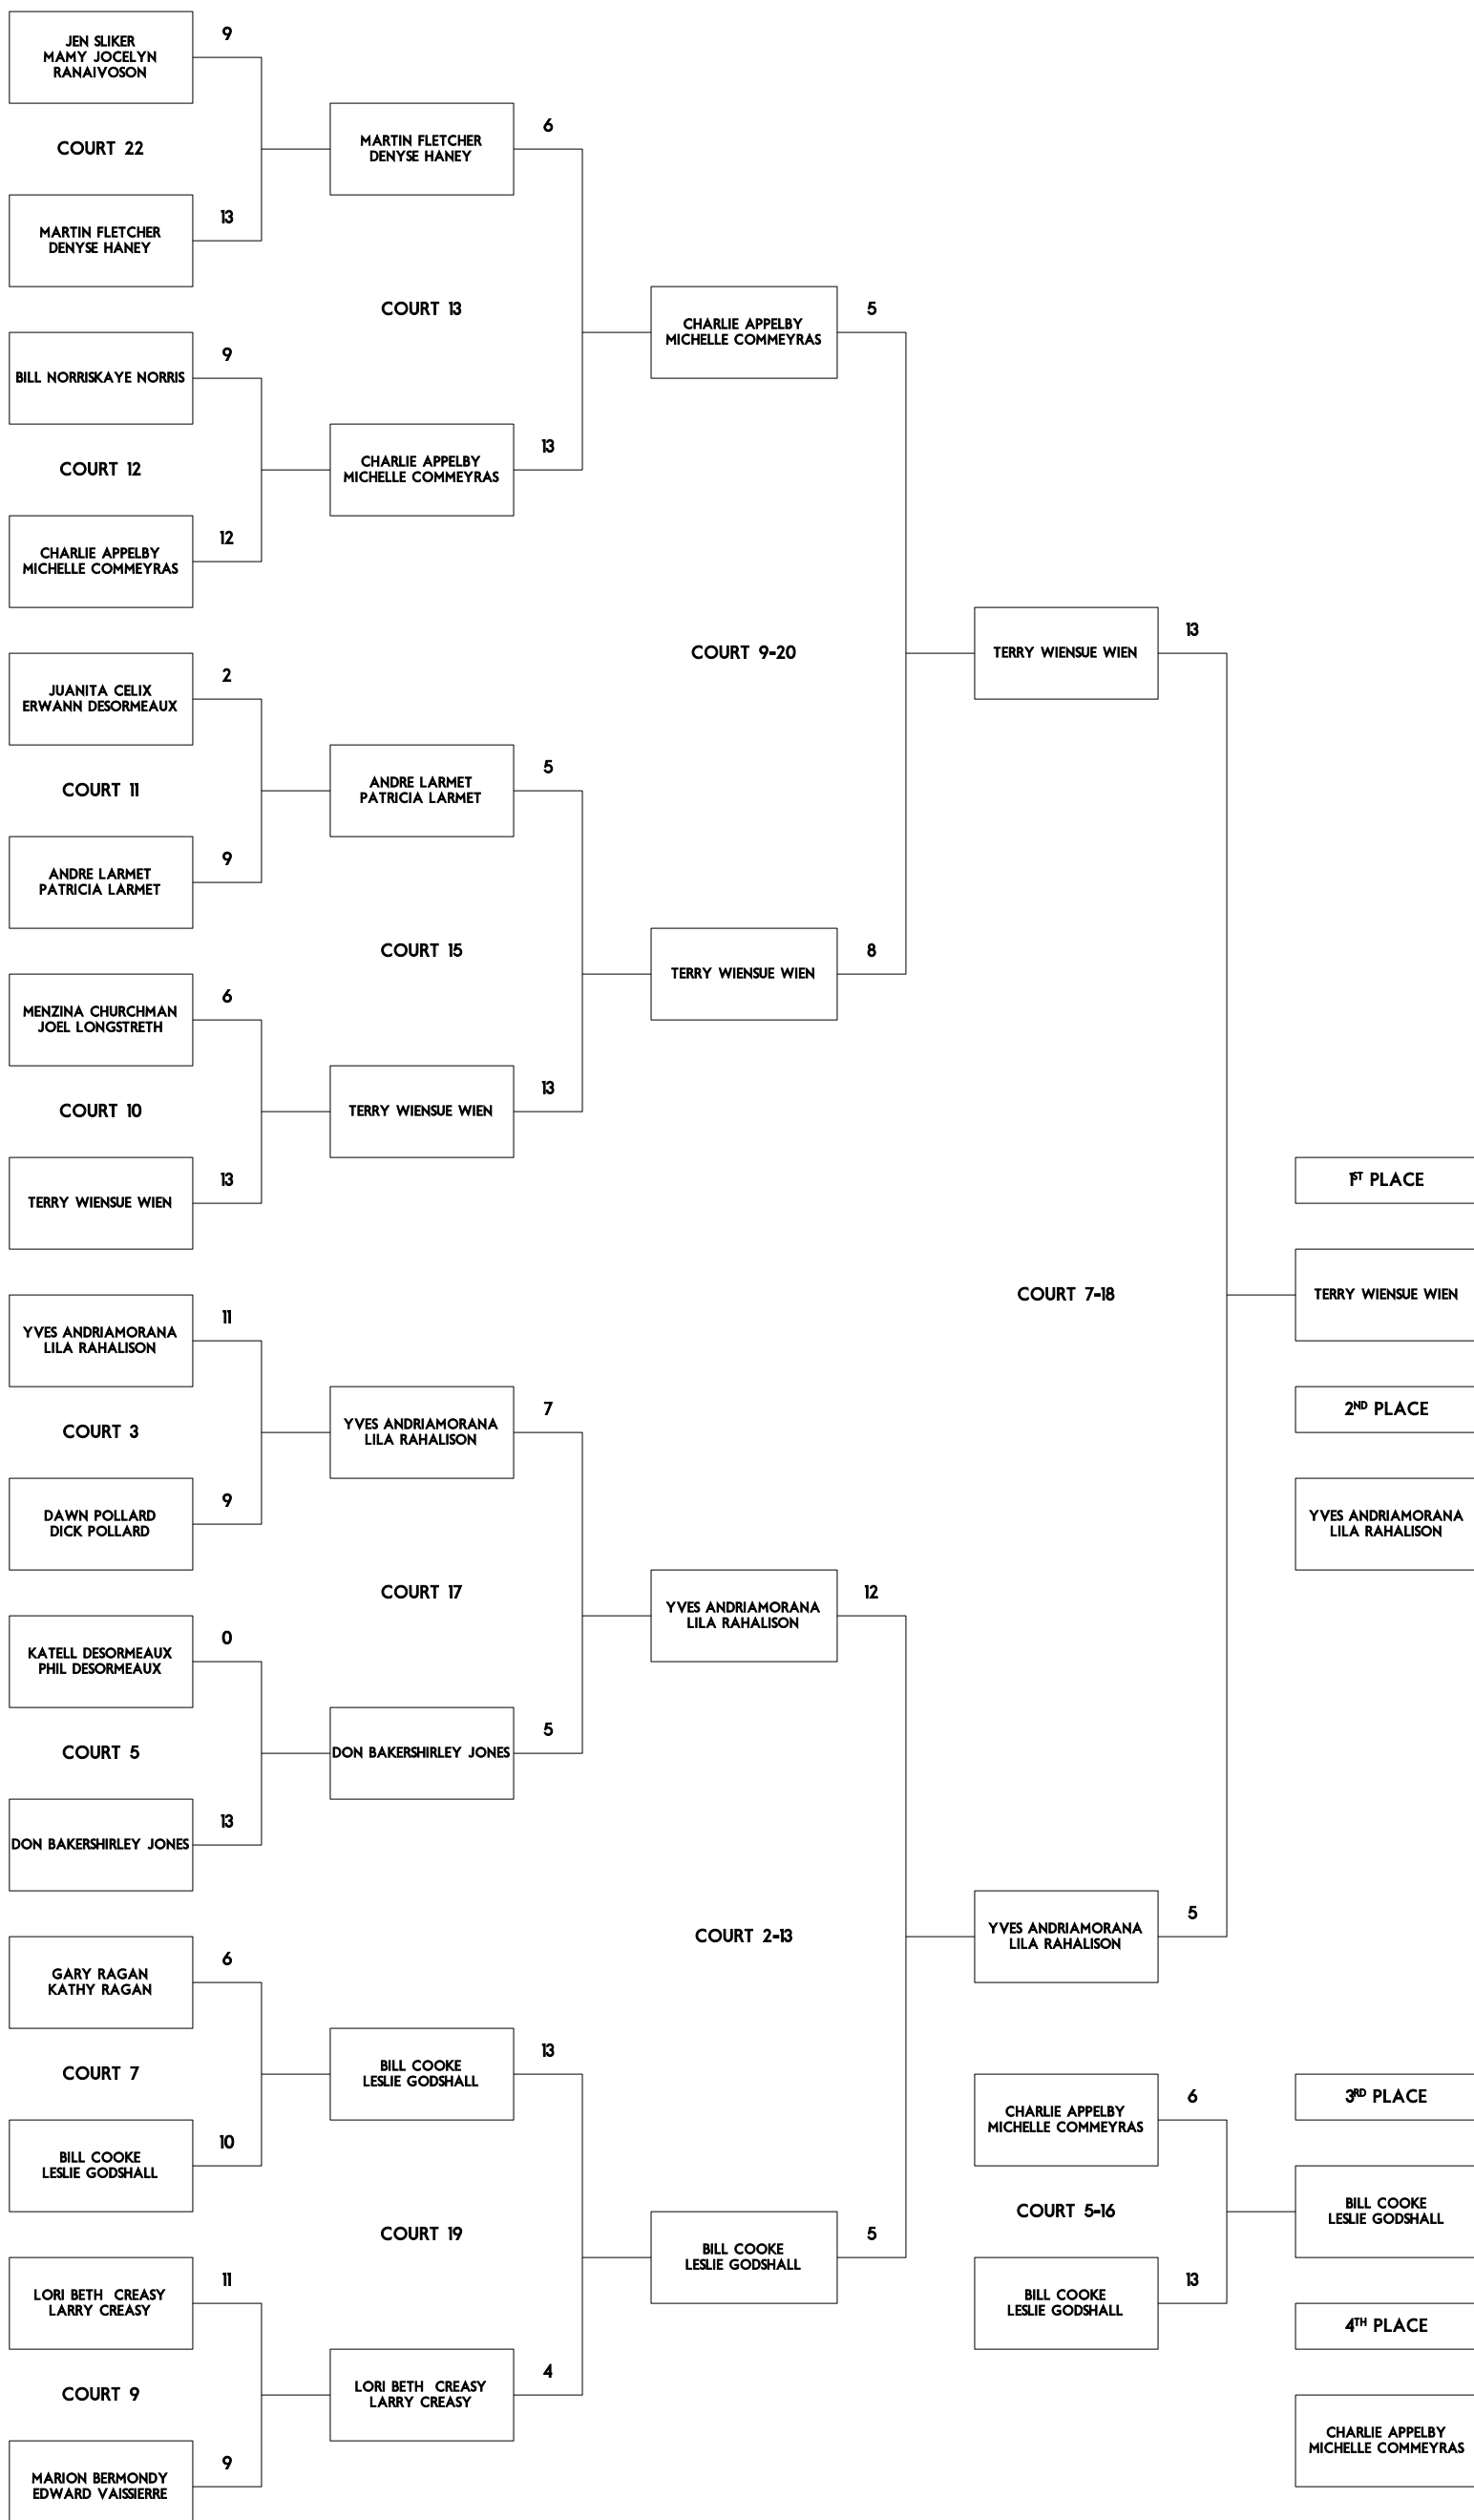 JEN SLIKER
MAMY JOCELYN
RANAIVOSON
9
COURT 22
MARTIN FLETCHER
DENYSE HANEY
13
BILL NORRISKAYE NORRIS
9
COURT 12
CHARLIE APPELBY
MICHELLE COMMEYRAS
12
JUANITA CELIX
ERWANN DESORMEAUX
2
COURT 11
ANDRE LARMET
PATRICIA LARMET
9
MENZINA CHURCHMAN
JOEL LONGSTRETH
6
COURT 10
TERRY WIENSUE WIEN
13
YVES ANDRIAMORANA
LILA RAHALISON
11
COURT 3
DAWN POLLARD
DICK POLLARD
9
KATELL DESORMEAUX
PHIL DESORMEAUX
0
COURT 5
DON BAKERSHIRLEY JONES
13
GARY RAGAN
KATHY RAGAN
6
COURT 7
BILL COOKE
LESLIE GODSHALL
10
LORI BETH  CREASY
LARRY CREASY
11
COURT 9
MARION BERMONDY
EDWARD VAISSIERRE
9
MARTIN FLETCHER
DENYSE HANEY
6
COURT 13
CHARLIE APPELBY
MICHELLE COMMEYRAS
13
ANDRE LARMET
PATRICIA LARMET
5
COURT 15
TERRY WIENSUE WIEN
13
YVES ANDRIAMORANA
LILA RAHALISON
7
COURT 17
DON BAKERSHIRLEY JONES
5
BILL COOKE
LESLIE GODSHALL
13
COURT 19
LORI BETH  CREASY
LARRY CREASY
4
CHARLIE APPELBY
MICHELLE COMMEYRAS
5
COURT 9-20
TERRY WIENSUE WIEN
8
YVES ANDRIAMORANA
LILA RAHALISON
12
COURT 2-13
BILL COOKE
LESLIE GODSHALL
5
TERRY WIENSUE WIEN
13
COURT 7-18
YVES ANDRIAMORANA
LILA RAHALISON
5
CHARLIE APPELBY
MICHELLE COMMEYRAS
6
COURT 5-16
BILL COOKE
LESLIE GODSHALL
13
1ST PLACE
TERRY WIENSUE WIEN
2ND PLACE
YVES ANDRIAMORANA
LILA RAHALISON
3RD PLACE
BILL COOKE
LESLIE GODSHALL
4TH PLACE
CHARLIE APPELBY
MICHELLE COMMEYRAS